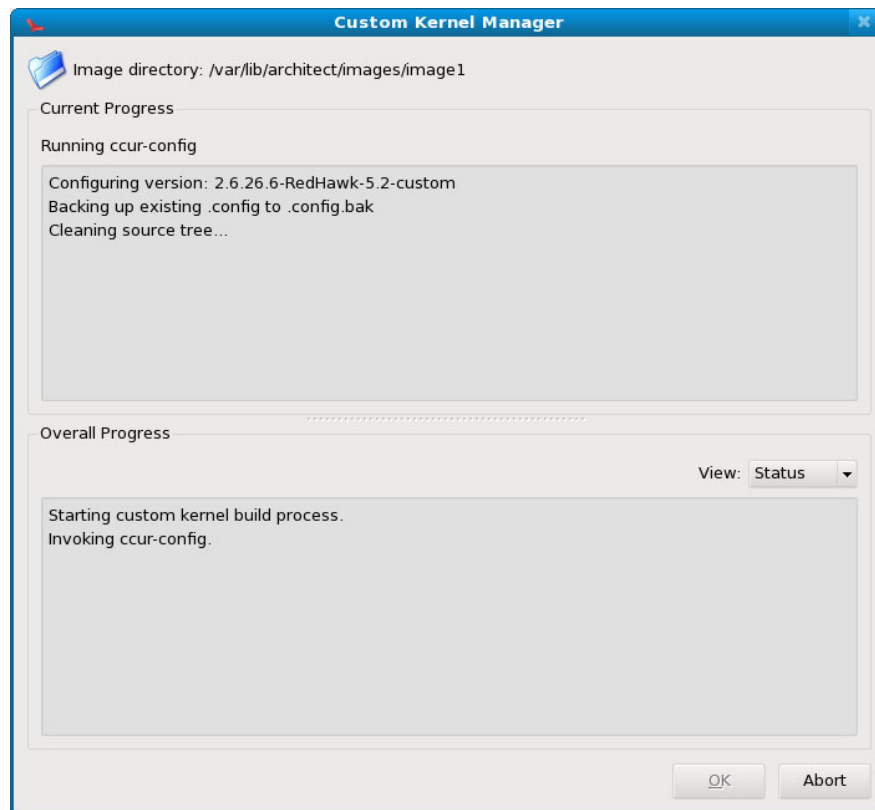 Custom Kernel Manager
Image directory: /var/lib/architect/images/image1
Current Progress
Running ccur-config
Configuring version: 2.6.26.6-RedHawk-5.2-custom
Backing up existing .config to .config.bak
Cleaning source tree...
Overall Progress
View: Status
Starting custom kernel build process.
Invoking ccur-config.
OK Abort